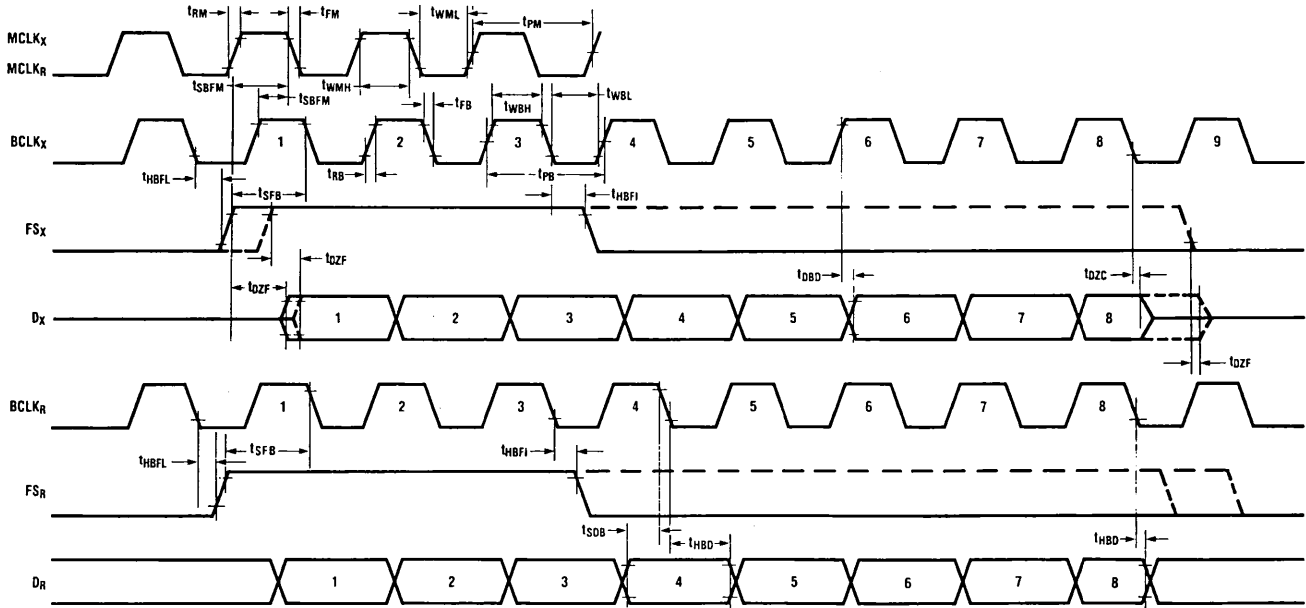 tRM tFM tWML tPM
MCLKX
MCLKR
tSBFM tWMH tWBL
tSBFM tFB tWBH
BCLKX 1 2 3 4 5 6 7 8 9
tHBFL tRB tPB
tSFB tHBFI
FSX
tDZF
tDZF tDBD tDZC
DX 1 2 3 4 5 6 7 8
tDZF
BCLKR 1 2 3 4 5 6 7 8
tHBFL tSFB tHBFI
FSR
tSDB tHBD tHBD
DR 1 2 3 4 5 6 7 8